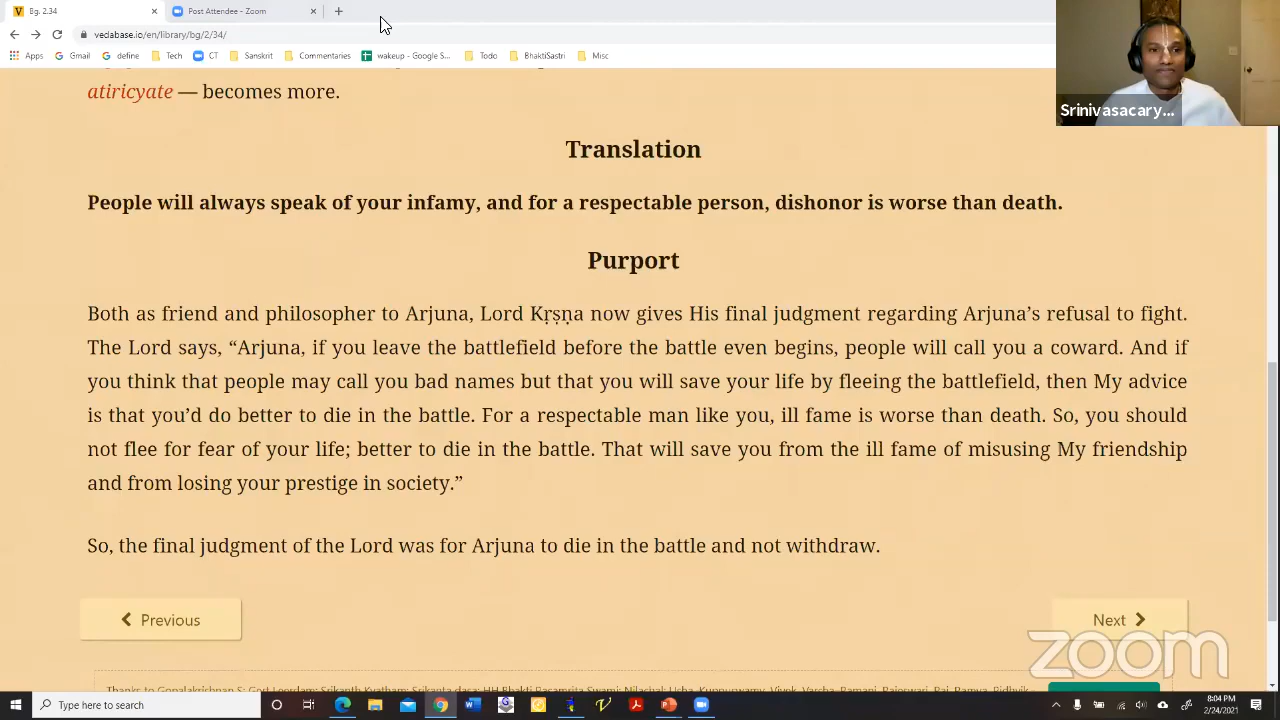 Bg. 2.34
Post Attendee - Zoom
vedabase.io/en/library/bg/2/34/
Apps
Gmail
define
Tech
CT
Sanskrit
Commentaries
wakeup - Google S...
Todo
BhaktiSastri
Misc
Srinivasacary...
atiricyate — becomes more.
Translation
People will always speak of your infamy, and for a respectable person, dishonor is worse than death.
Purport
Both as friend and philosopher to Arjuna, Lord Kṛṣṇa now gives His final judgment regarding Arjuna’s refusal to fight.
The Lord says, “Arjuna, if you leave the battlefield before the battle even begins, people will call you a coward. And if
you think that people may call you bad names but that you will save your life by fleeing the battlefield, then My advice
is that you’d do better to die in the battle. For a respectable man like you, ill fame is worse than death. So, you should
not flee for fear of your life; better to die in the battle. That will save you from the ill fame of misusing My friendship
and from losing your prestige in society.”
So, the final judgment of the Lord was for Arjuna to die in the battle and not withdraw.
Previous
Next
zoom
Type here to search
8:04 PM
2/24/2021